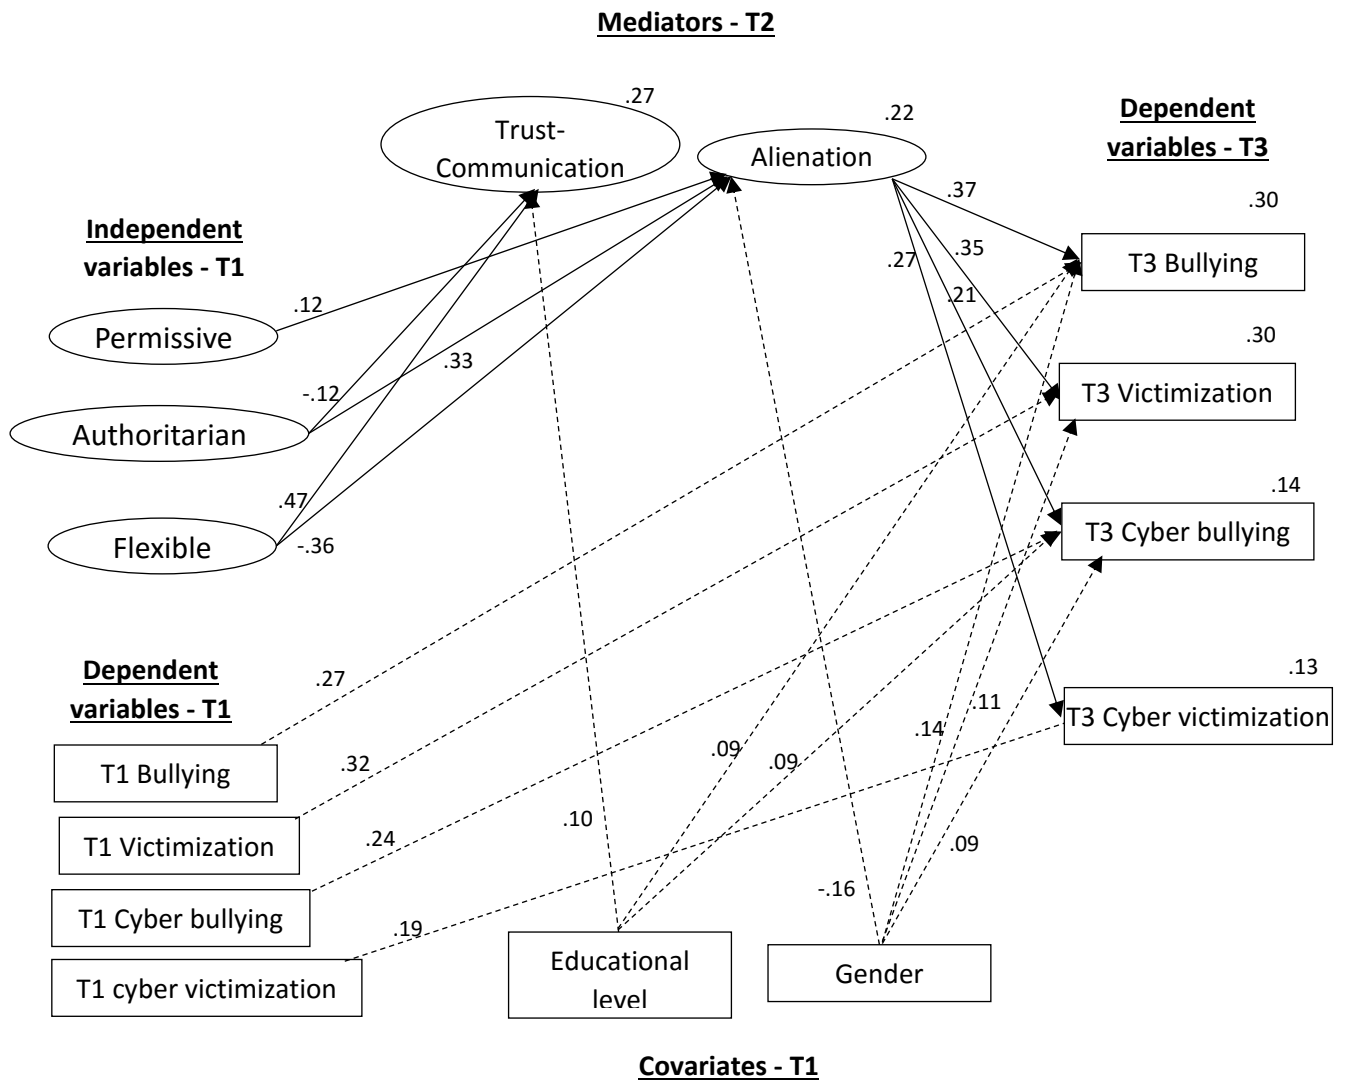 Mediators - T2
.27
Trust-
Communication
.22
Alienation
Dependent
variables - T3
.37
.30
Independent
variables - T1
.35
.27
T3 Bullying
.21
.12
Permissive
.30
.33
-.12
T3 Victimization
Authoritarian
.14
.47
Flexible
-.36
T3 Cyber bullying
Dependent
variables - T1
.27
.13
.11
T3 Cyber victimization
.14
.09
.09
T1 Bullying
.32
.10
T1 Victimization
.24
.09
-.16
T1 Cyber bullying
.19
Educational
level
Gender
T1 cyber victimization
Covariates - T1